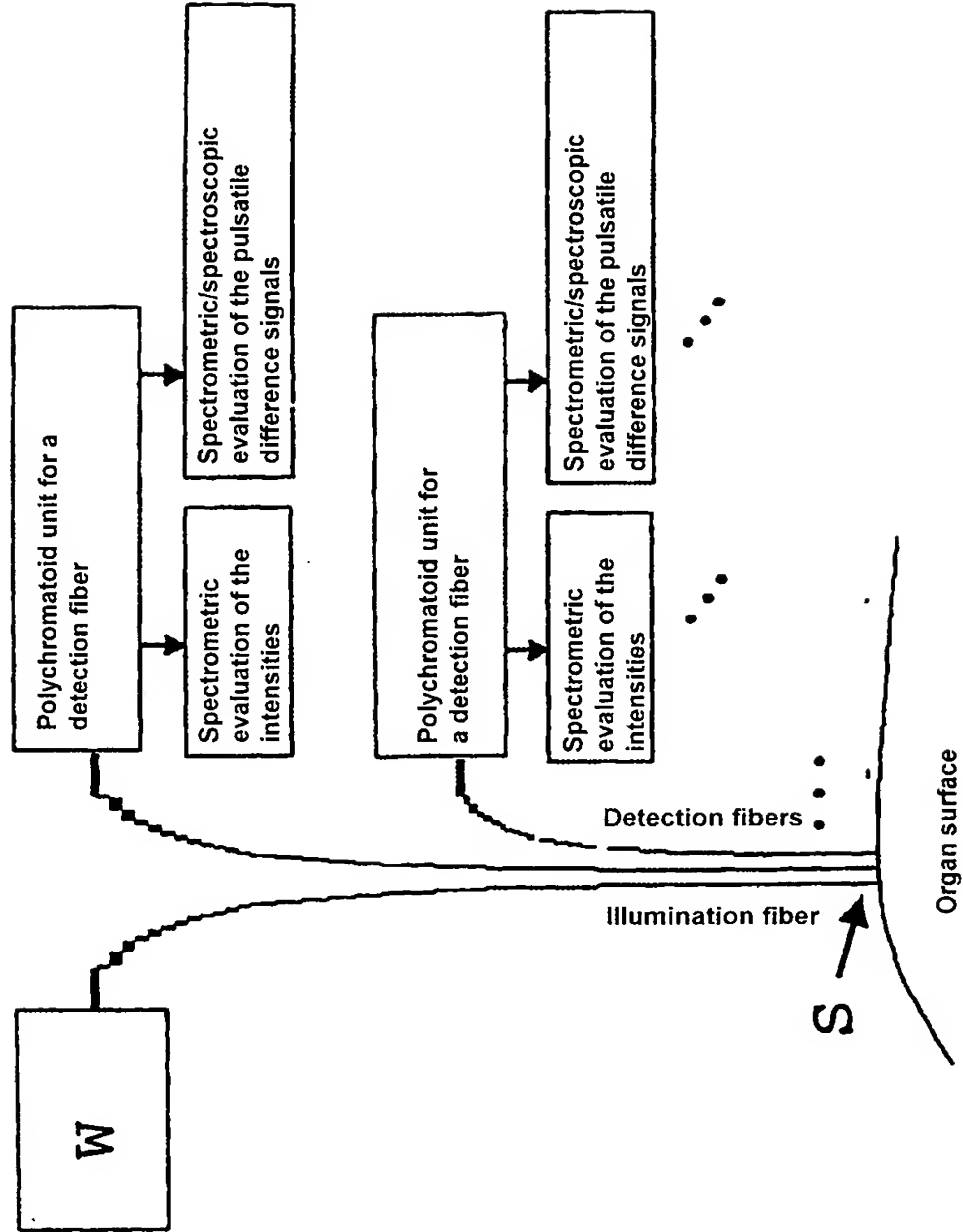 W
Polychromatoid unit for a
detection fiber
Spectrometric
evaluation of the
intensities
Spectrometric/spectroscopic
evaluation of the pulsatile
difference signals
Polychromatoid unit for
a detection fiber
Spectrometric
evaluation of the
intensities
Spectrometric/spectroscopic
evaluation of the pulsatile
difference signals
Detection fibers
Illumination fiber
S
Organ surface